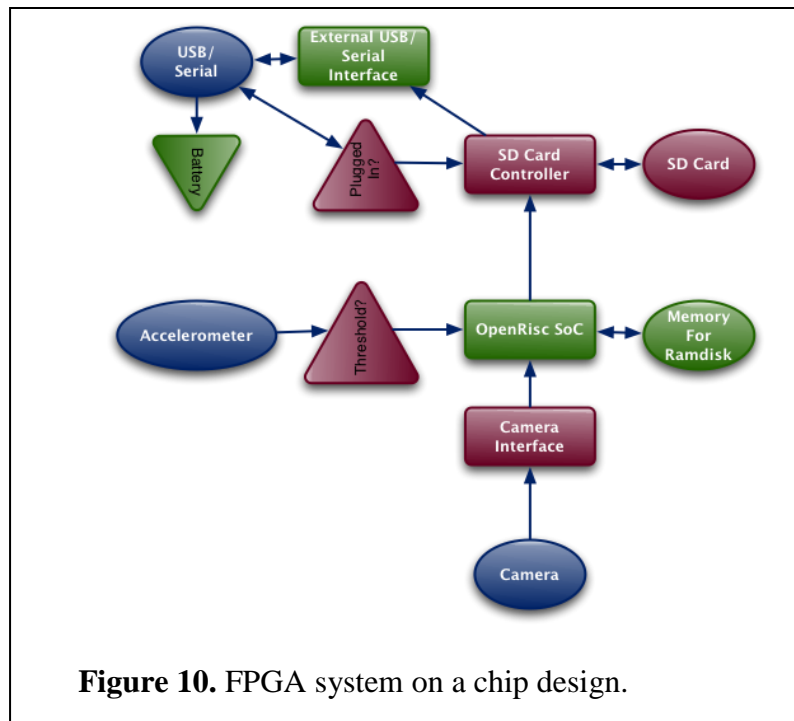 USB/
Serial
External USB/
Serial
Interface
Battery
Plugged
In?
SD Card
Controller
SD Card
Accelerometer
Threshold?
OpenRisc SoC
Memory
For
Ramdisk
Camera
Interface
Camera
Figure 10. FPGA system on a chip design.